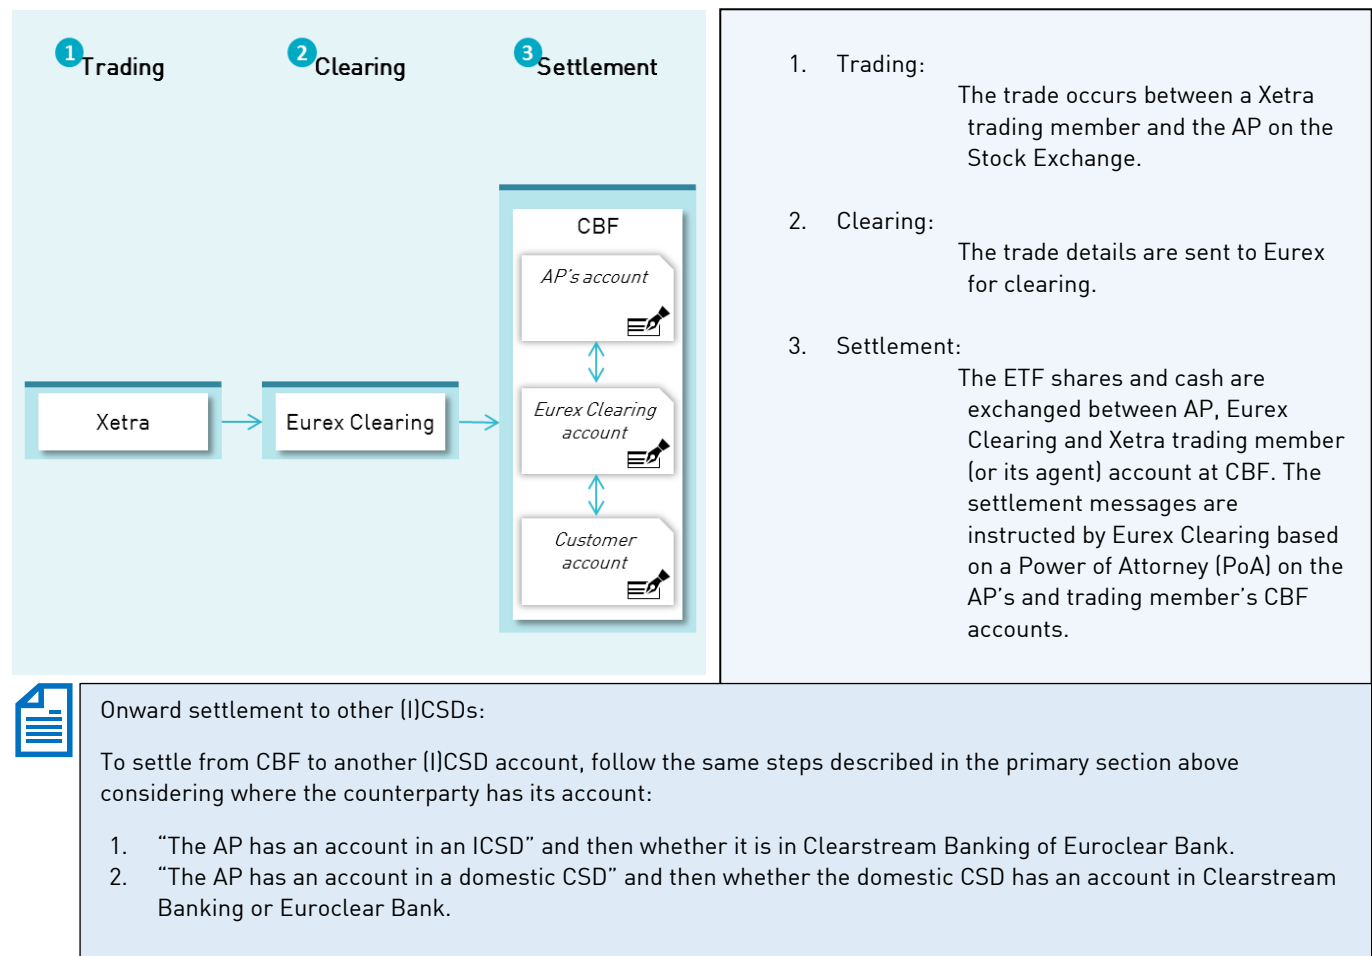 1 Trading
2 Clearing
3 Settlement
CBF
AP's account
Xetra
Eurex Clearing
Eurex Clearing
account
Customer
account
1. Trading:
The trade occurs between a Xetra
trading member and the AP on the
Stock Exchange.
2. Clearing:
The trade details are sent to Eurex
for clearing.
3. Settlement:
The ETF shares and cash are
exchanged between AP, Eurex
Clearing and Xetra trading member
(or its agent) account at CBF. The
settlement messages are
instructed by Eurex Clearing based
on a Power of Attorney (PoA) on the
AP's and trading member's CBF
accounts.
Onward settlement to other (I)CSDs:
To settle from CBF to another (I)CSD account, follow the same steps described in the primary section above
considering where the counterparty has its account:
1. “The AP has an account in an ICSD” and then whether it is in Clearstream Banking of Euroclear Bank.
2. “The AP has an account in a domestic CSD” and then whether the domestic CSD has an account in Clearstream
Banking or Euroclear Bank.